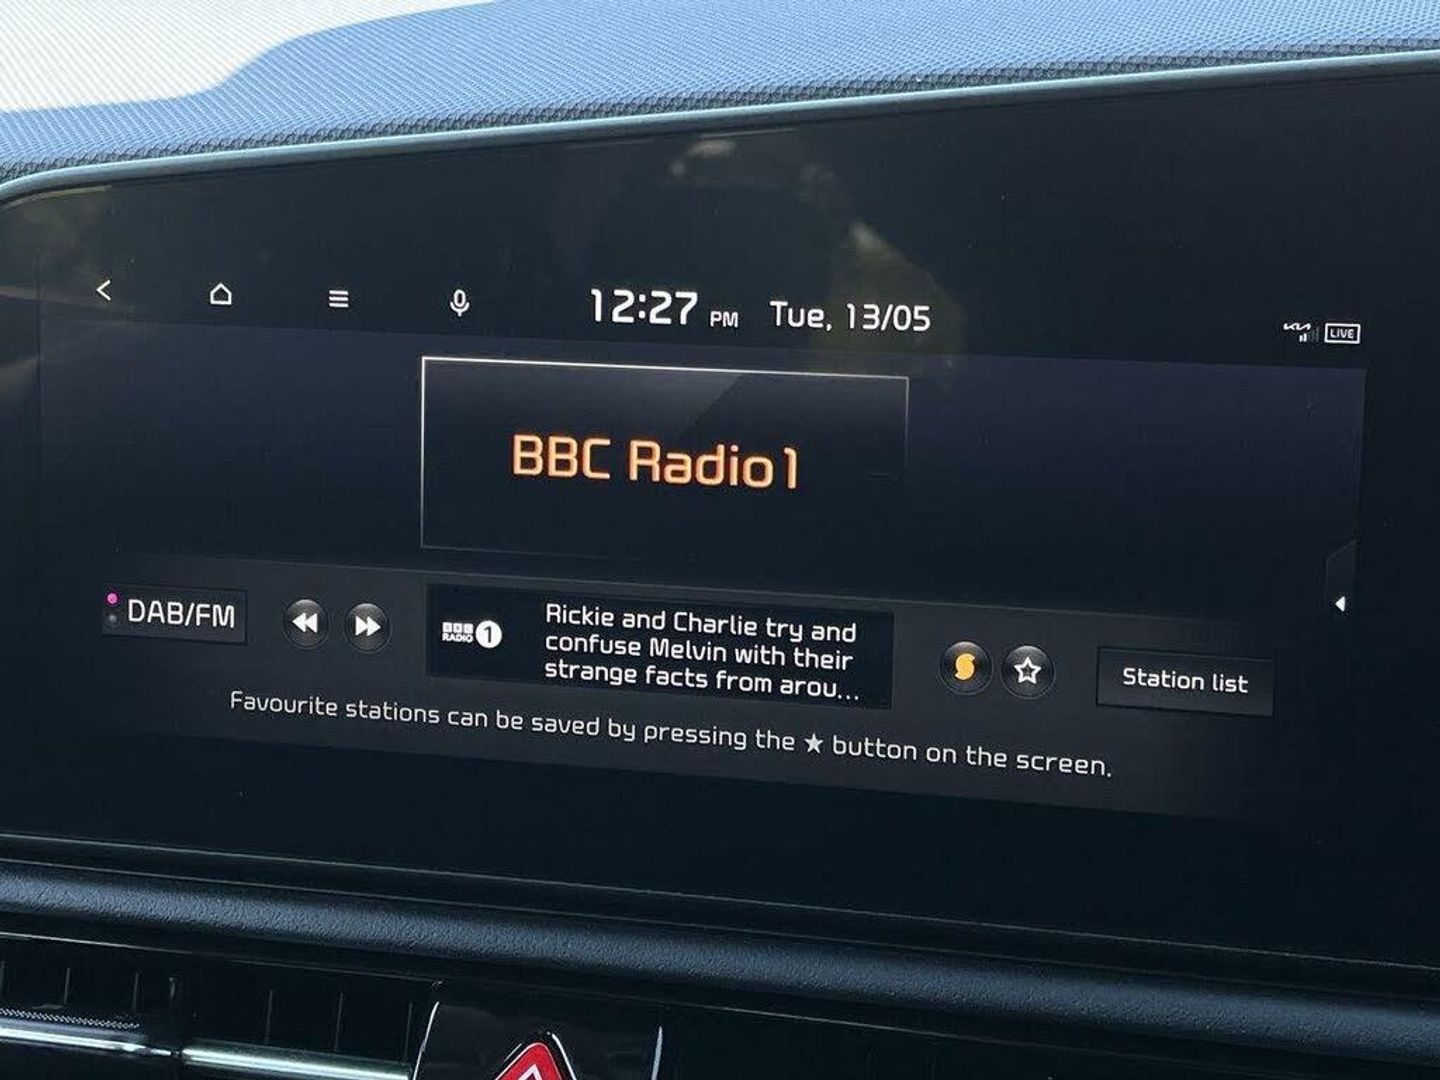 12:27 PM Tue, 13/05
LIVE
BBC Radio 1
DAB/FM
BBC
RADIO 1
Rickie and Charlie try and
confuse Melvin with their
strange facts from arou...
Station list
Favourite stations can be saved by pressing the ★ button on the screen.